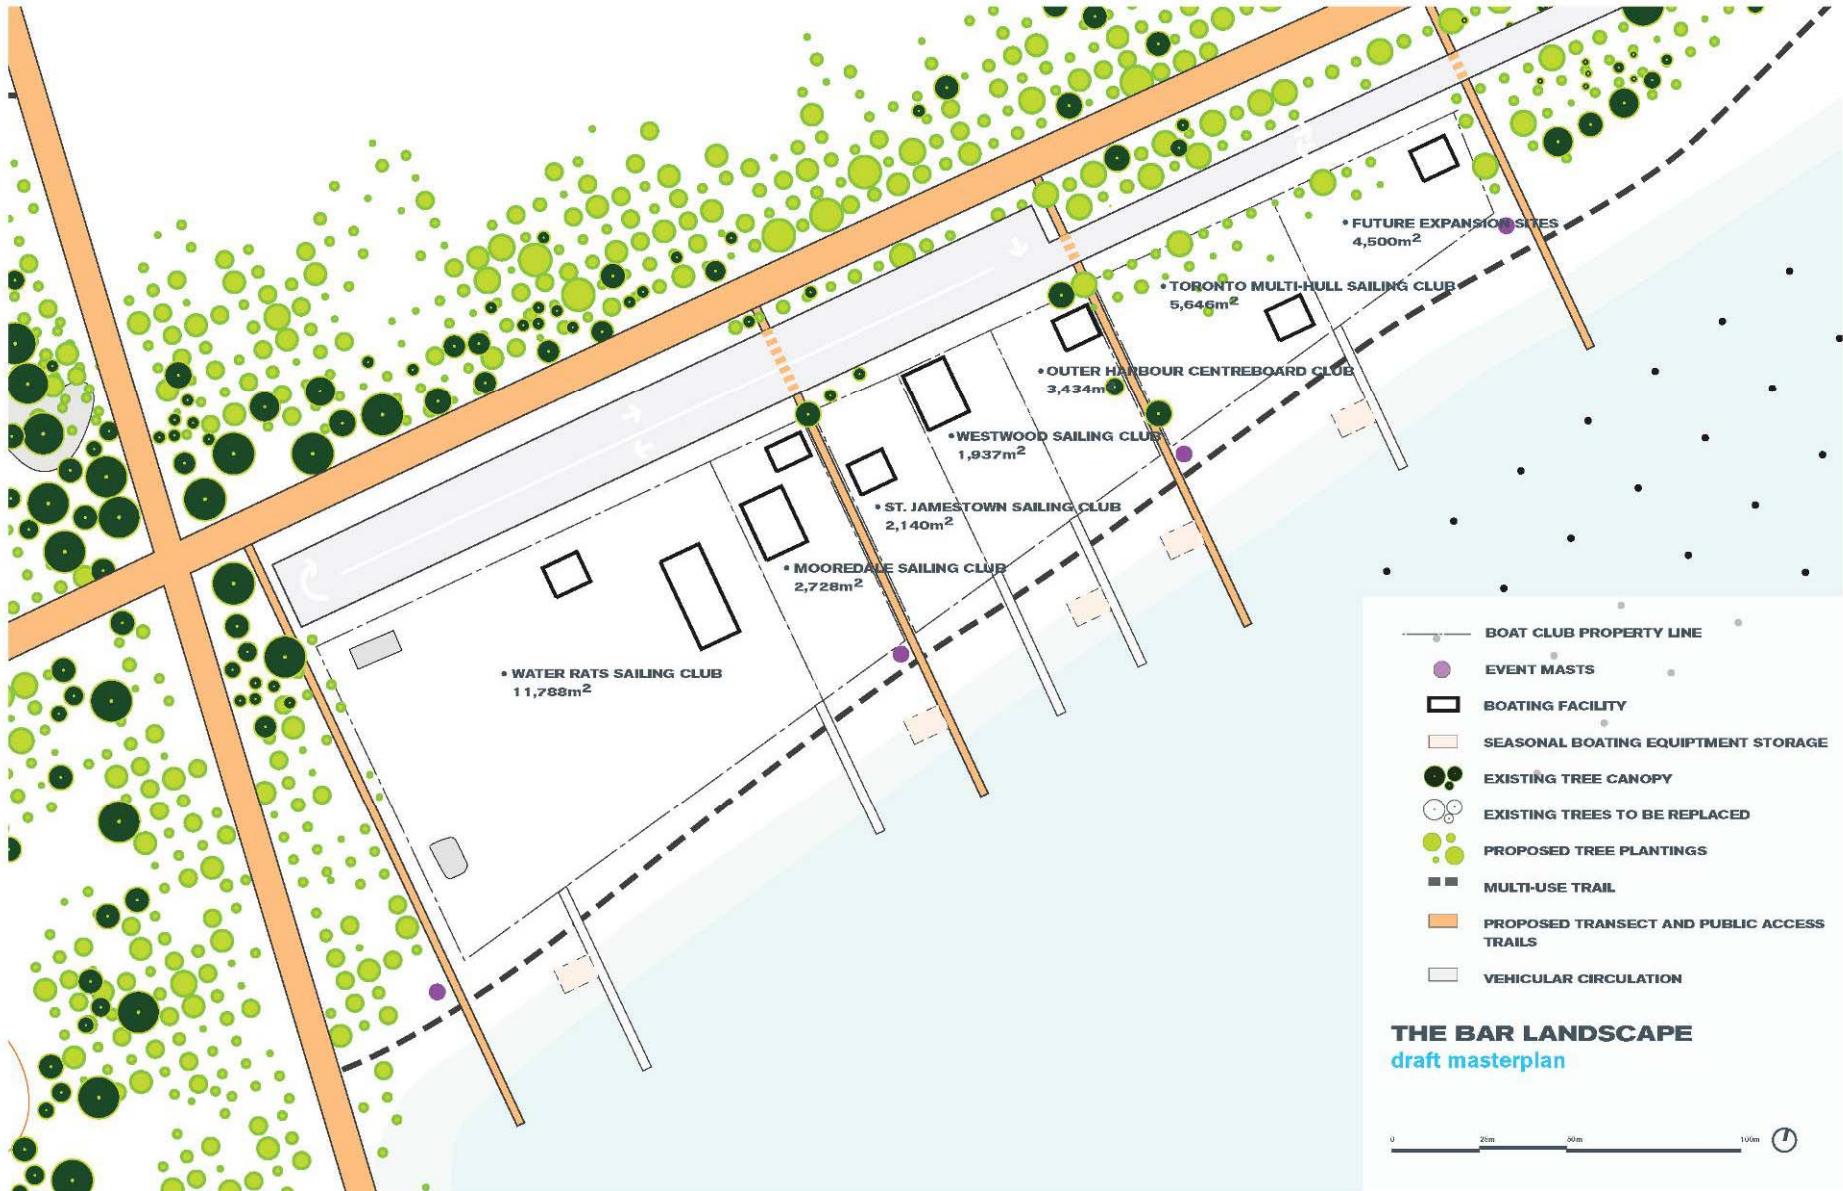 • FUTURE EXPANSION SITES
4,500m²
• TORONTO MULTI-HULL SAILING CLUB
5,646m²
• OUTER HARBOUR CENTREBOARD CLUB
3,434m²
• WESTWOOD SAILING CLUB
1,937m²
• ST. JAMESTOWN SAILING CLUB
2,140m²
• MOOREDALE SAILING CLUB
2,728m²
• WATER RATS SAILING CLUB
11,788m²
BOAT CLUB PROPERTY LINE
EVENT MASTS
BOATING FACILITY
SEASONAL BOATING EQUIPTMENT STORAGE
EXISTING TREE CANOPY
EXISTING TREES TO BE REPLACED
PROPOSED TREE PLANTINGS
MULTI-USE TRAIL
PROPOSED TRANSECT AND PUBLIC ACCESS
TRAILS
VEHICULAR CIRCULATION
THE BAR LANDSCAPE
draft masterplan
0 25m 50m 100m